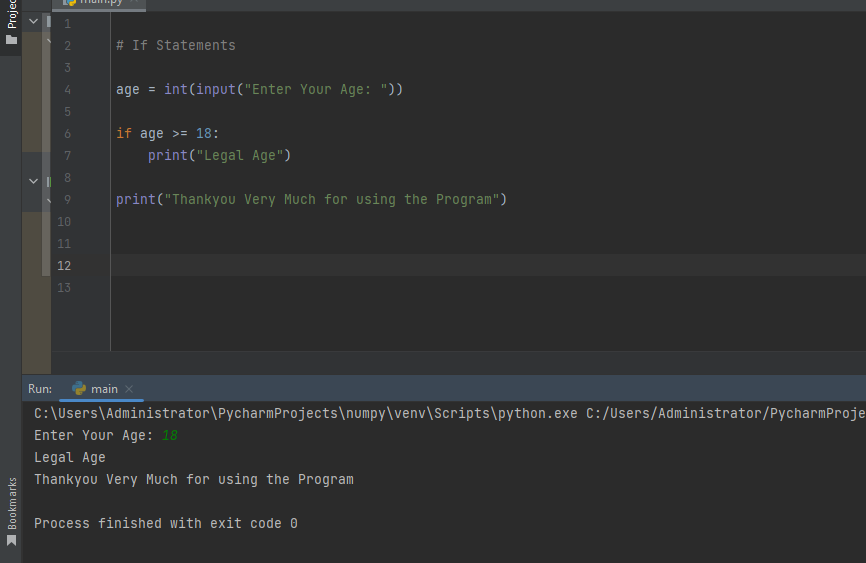 Project
main.py
1
2 # If Statements
3
4 age = int(input("Enter Your Age: "))
5
6 if age >= 18:
7 print("Legal Age")
8
9 print("Thankyou Very Much for using the Program")
10
11
12
13
Run: main
C:\Users\Administrator\PycharmProjects\numpy\venv\Scripts\python.exe C:/Users/Administrator/PycharmProje
Enter Your Age: 18
Legal Age
Thankyou Very Much for using the Program
Process finished with exit code 0
Bookmarks